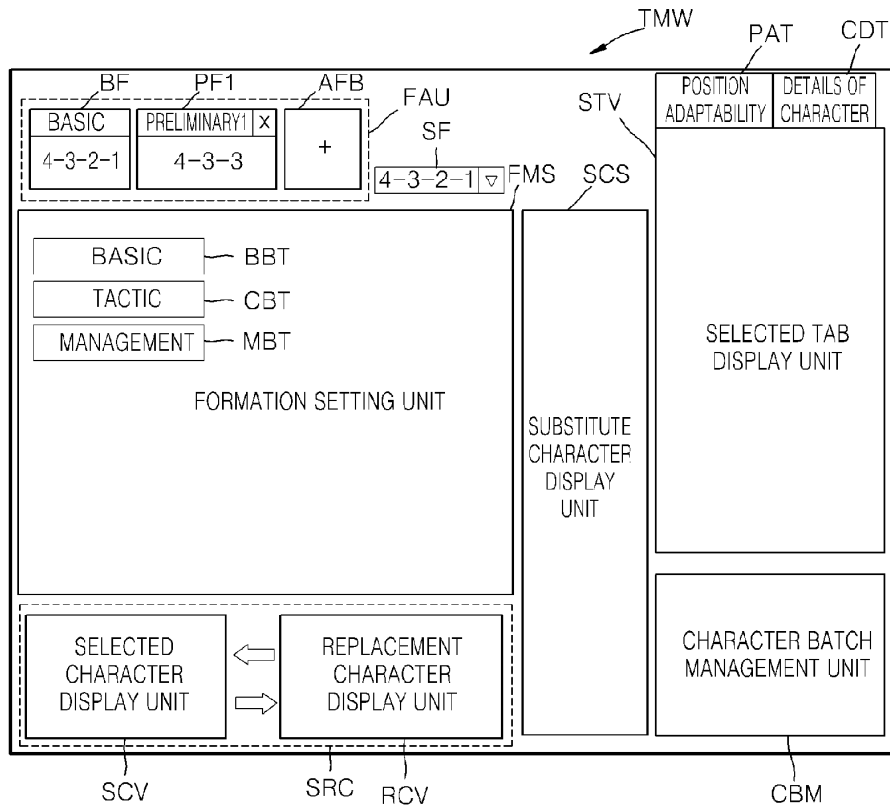 TMW
PAT
CDT
BF
PF1
AFB
FAU
STV
POSITION
ADAPTABILITY
DETAILS OF
CHARACTER
BASIC
PRELIMINARY1 X
4-3-2-1
4-3-3
+
SF
4-3-2-1 ▽
FMS
SCS
BASIC
BBT
TACTIC
CBT
MANAGEMENT
MBT
FORMATION SETTING UNIT
SUBSTITUTE
CHARACTER
DISPLAY
UNIT
SELECTED TAB
DISPLAY UNIT
SELECTED
CHARACTER
DISPLAY UNIT
REPLACEMENT
CHARACTER
DISPLAY UNIT
CHARACTER BATCH
MANAGEMENT UNIT
SCV
SRC
RCV
CBM